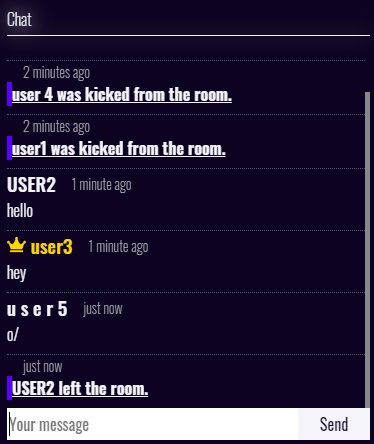 Chat
2 minutes ago
user 4 was kicked from the room.
2 minutes ago
user1 was kicked from the room.
USER2 1 minute ago
hello
user3 1 minute ago
hey
u s e r 5 just now
o/
just now
USER2 left the room.
Your message Send